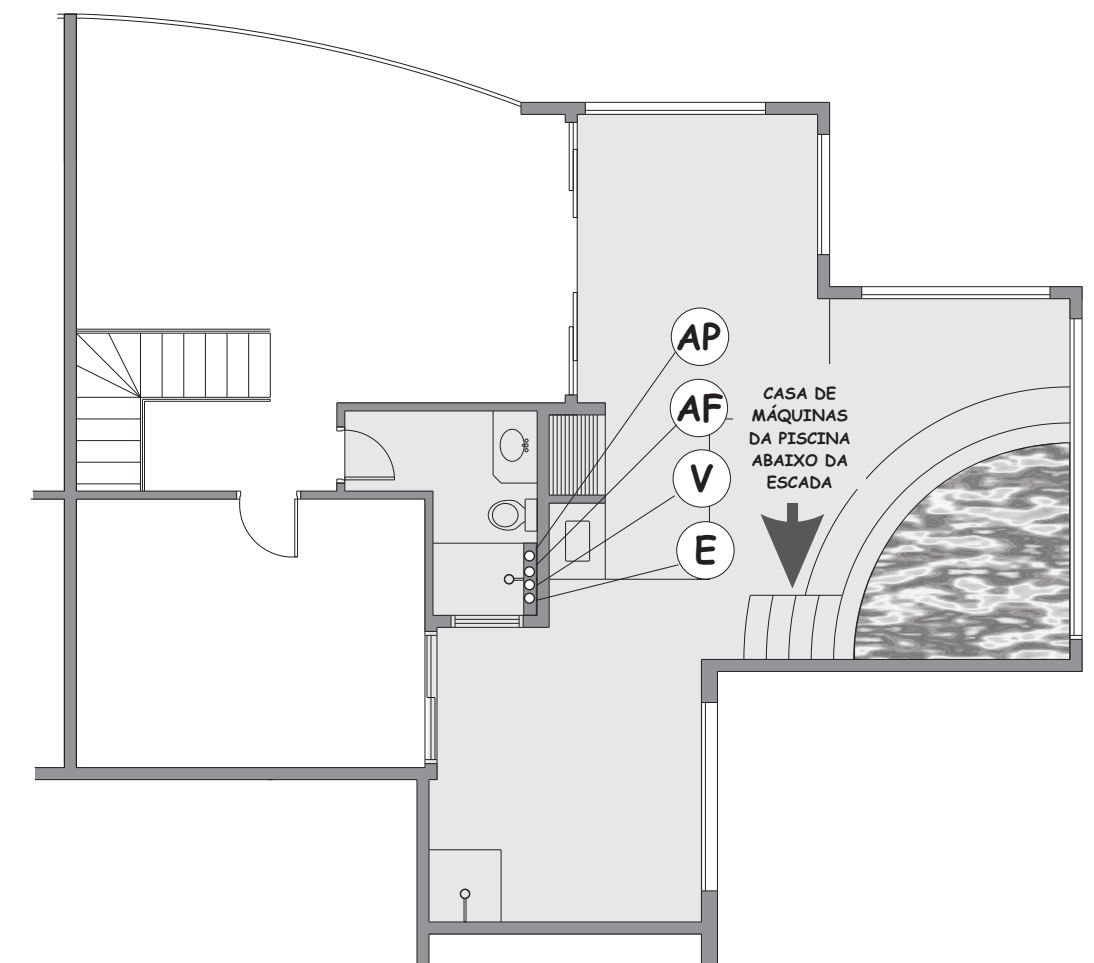 AP
AF
V
E
CASA DE
MÁQUINAS
DA PISCINA
ABAIXO DA
ESCADA